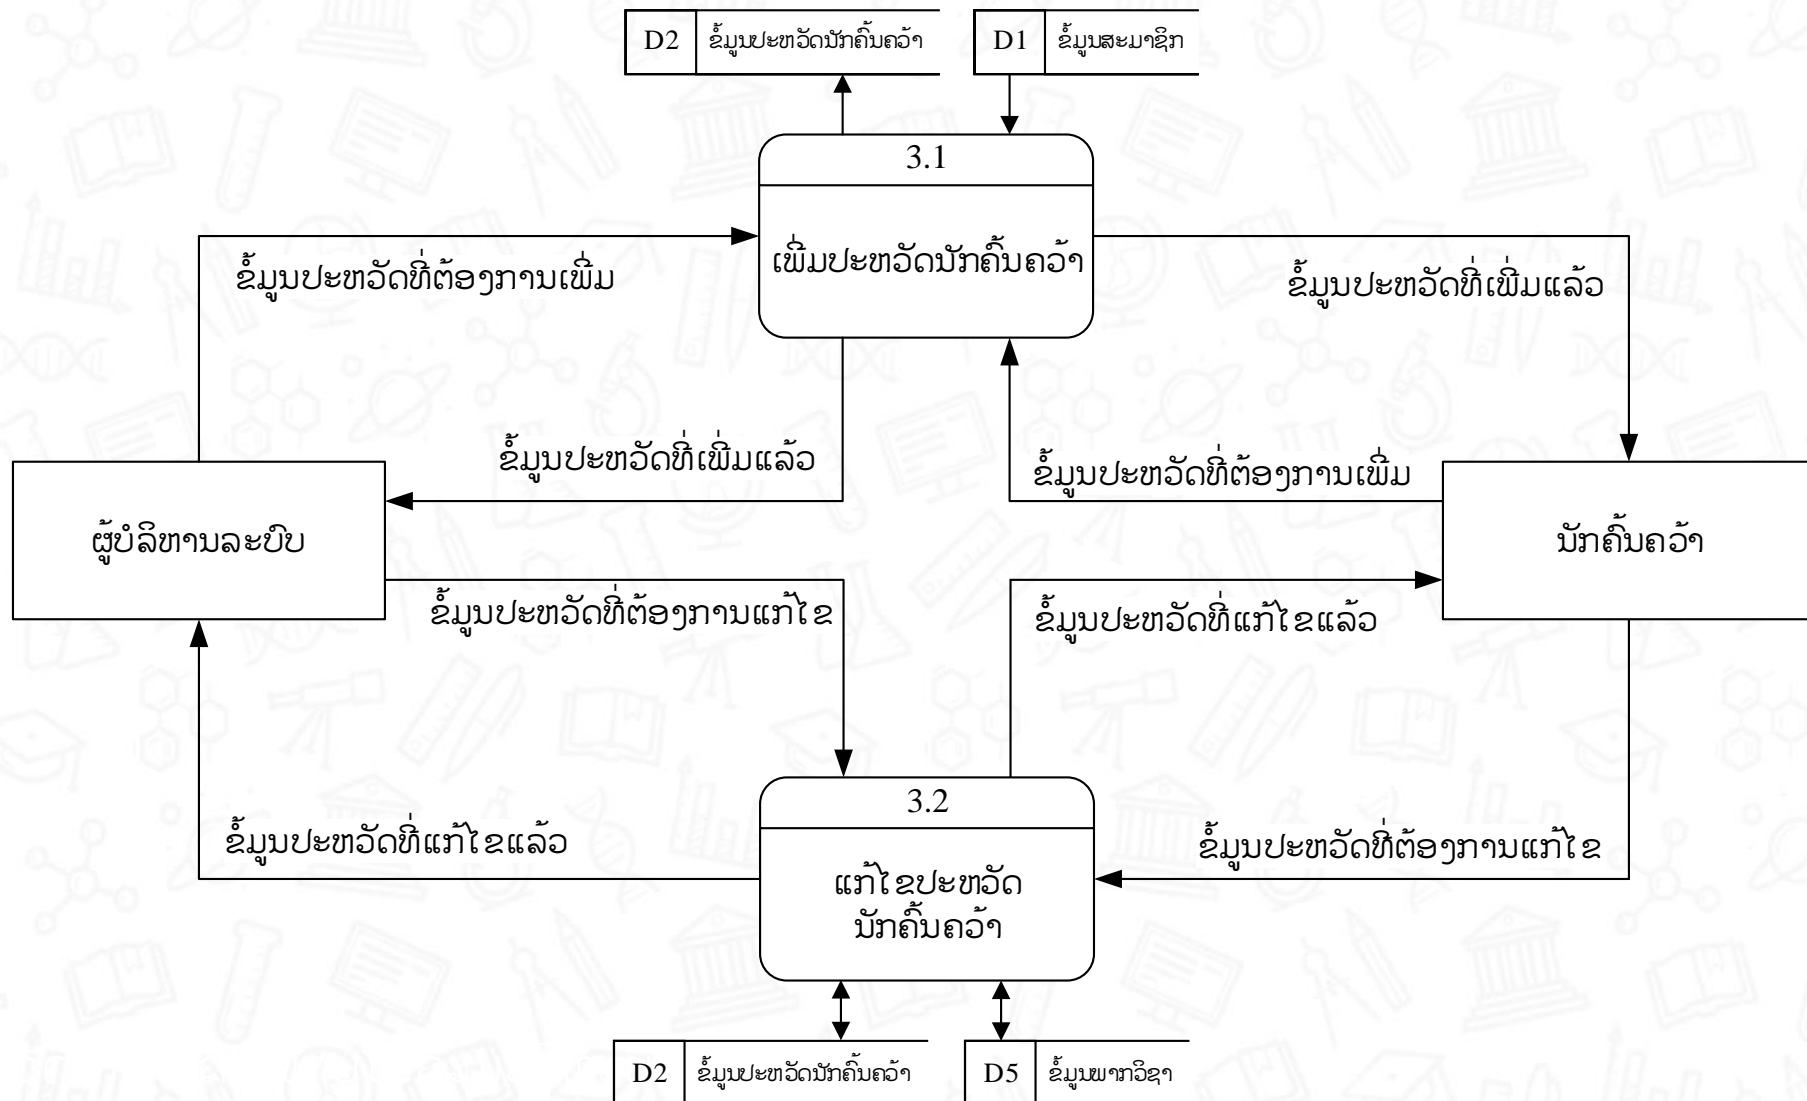 D2 ຂໍ້ມູນປະຫວັດນັກຄົ້ນຄວ້າ
D1 ຂໍ້ມູນສະມາຊິກ
3.1
ເພີ່ມປະຫວັດນັກຄົ້ນຄວ້າ
ຂໍ້ມູນປະຫວັດທີ່ຕ້ອງການເພີ່ມ
ຂໍ້ມູນປະຫວັດທີ່ເພີ່ມແລ້ວ
ຂໍ້ມູນປະຫວັດທີ່ເພີ່ມແລ້ວ
ຂໍ້ມູນປະຫວັດທີ່ຕ້ອງການເພີ່ມ
ຜູ້ບໍລິຫານລະບົບ
ນັກຄົ້ນຄວ້າ
ຂໍ້ມູນປະຫວັດທີ່ຕ້ອງການແກ້ໄຂ
ຂໍ້ມູນປະຫວັດທີ່ແກ້ໄຂແລ້ວ
3.2
ແກ້ໄຂປະຫວັດ
ນັກຄົ້ນຄວ້າ
ຂໍ້ມູນປະຫວັດທີ່ແກ້ໄຂແລ້ວ
ຂໍ້ມູນປະຫວັດທີ່ຕ້ອງການແກ້ໄຂ
D2 ຂໍ້ມູນປະຫວັດນັກຄົ້ນຄວ້າ
D5 ຂໍ້ມູນພາກວິຊາ